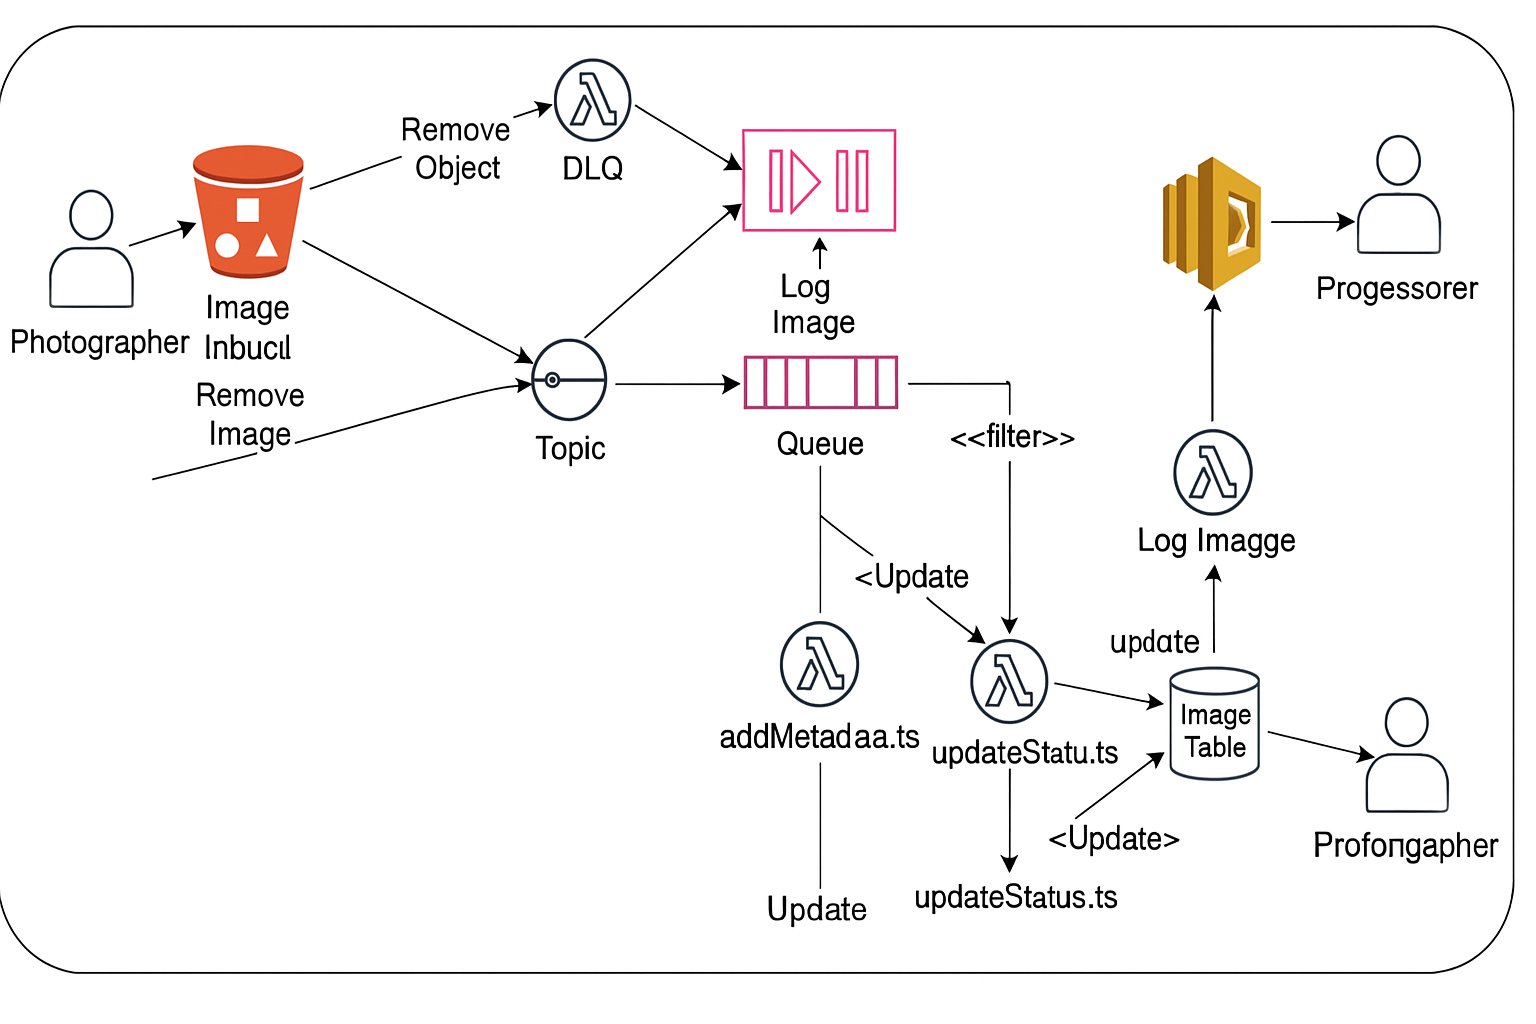 Remove
Object
DLQ
Photographer
Image
Inbucıl
Remove
Image
Topic
Log
Image
Queue
<<filter>>
<Update
addMetadaa.ts
Update
updateStatu.ts
<Update>
updateStatus.ts
Progessorer
Log Imagge
update
Image
Table
Profoпgapher